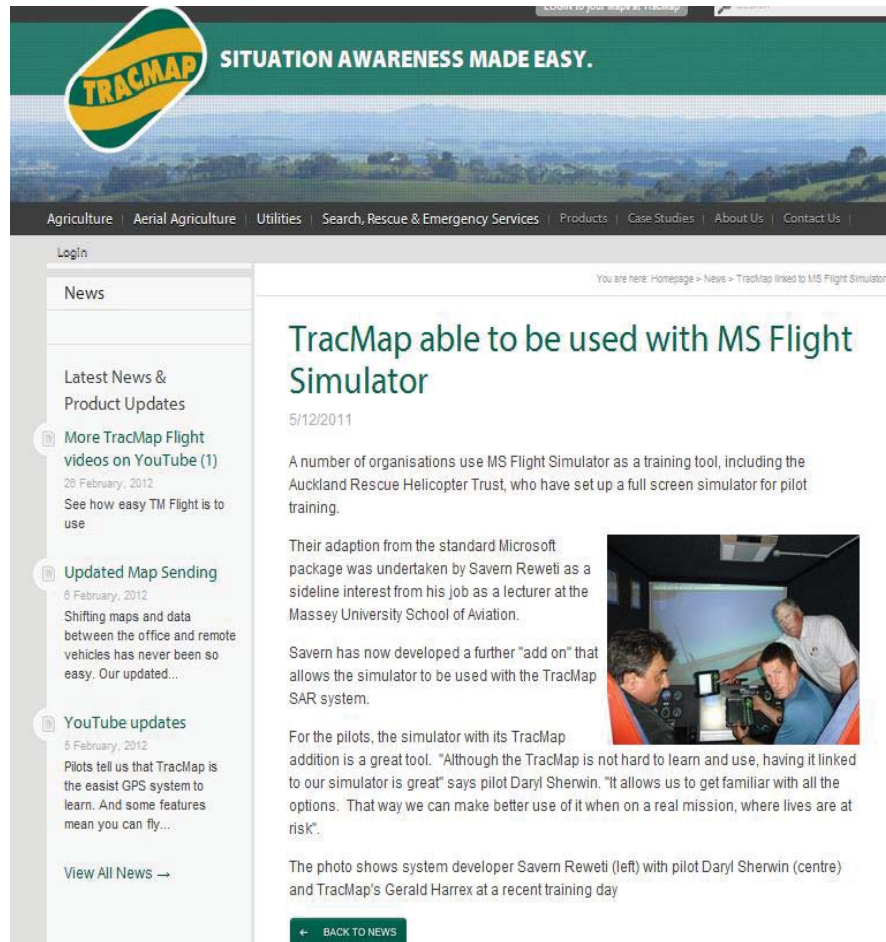 LOGIN to your Maps at TracMap
Search
TRACMAP
SITUATION AWARENESS MADE EASY.
Agriculture | Aerial Agriculture | Utilities | Search, Rescue & Emergency Services | Products | Case Studies | About Us | Contact Us |
Login
You are here: Homepage > News > TracMap linked to MS Flight Simulator
News
Latest News &
Product Updates
More TracMap Flight
videos on YouTube (1)
26 February, 2012
See how easy TM Flight is to
use
Updated Map Sending
6 February, 2012
Shifting maps and data
between the office and remote
vehicles has never been so
easy. Our updated...
YouTube updates
5 February, 2012
Pilots tell us that TracMap is
the easist GPS system to
learn. And some features
mean you can fly...
View All News →
TracMap able to be used with MS Flight
Simulator
5/12/2011
A number of organisations use MS Flight Simulator as a training tool, including the
Auckland Rescue Helicopter Trust, who have set up a full screen simulator for pilot
training.
Their adaption from the standard Microsoft
package was undertaken by Savern Reweti as a
sideline interest from his job as a lecturer at the
Massey University School of Aviation.
Savern has now developed a further "add on" that
allows the simulator to be used with the TracMap
SAR system.
For the pilots, the simulator with its TracMap
addition is a great tool. "Although the TracMap is not hard to learn and use, having it linked
to our simulator is great" says pilot Daryl Sherwin. "It allows us to get familiar with all the
options. That way we can make better use of it when on a real mission, where lives are at
risk".
The photo shows system developer Savern Reweti (left) with pilot Daryl Sherwin (centre)
and TracMap's Gerald Harrex at a recent training day
← BACK TO NEWS